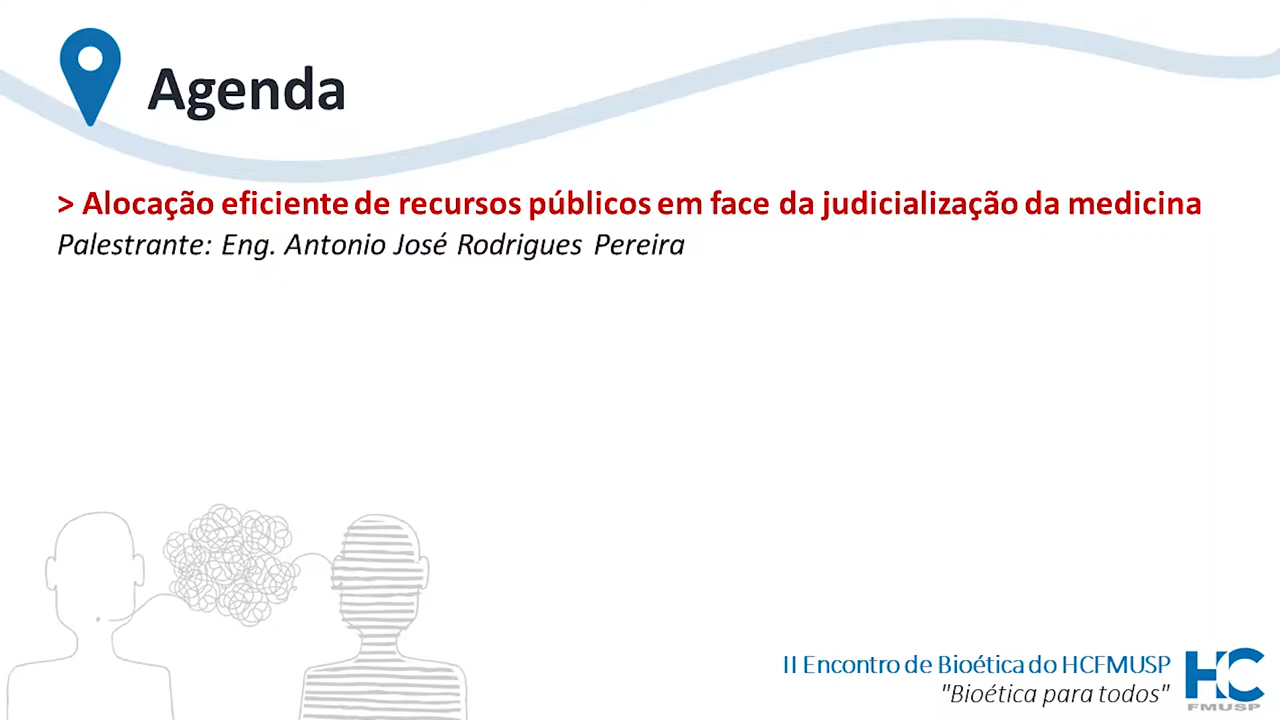 Agenda
> Alocação eficiente de recursos públicos em face da judicialização da medicina
Palestrante: Eng. Antonio José Rodrigues Pereira
II Encontro de Bioética do HCFMUSP
"Bioética para todos"
HC
FMUSP